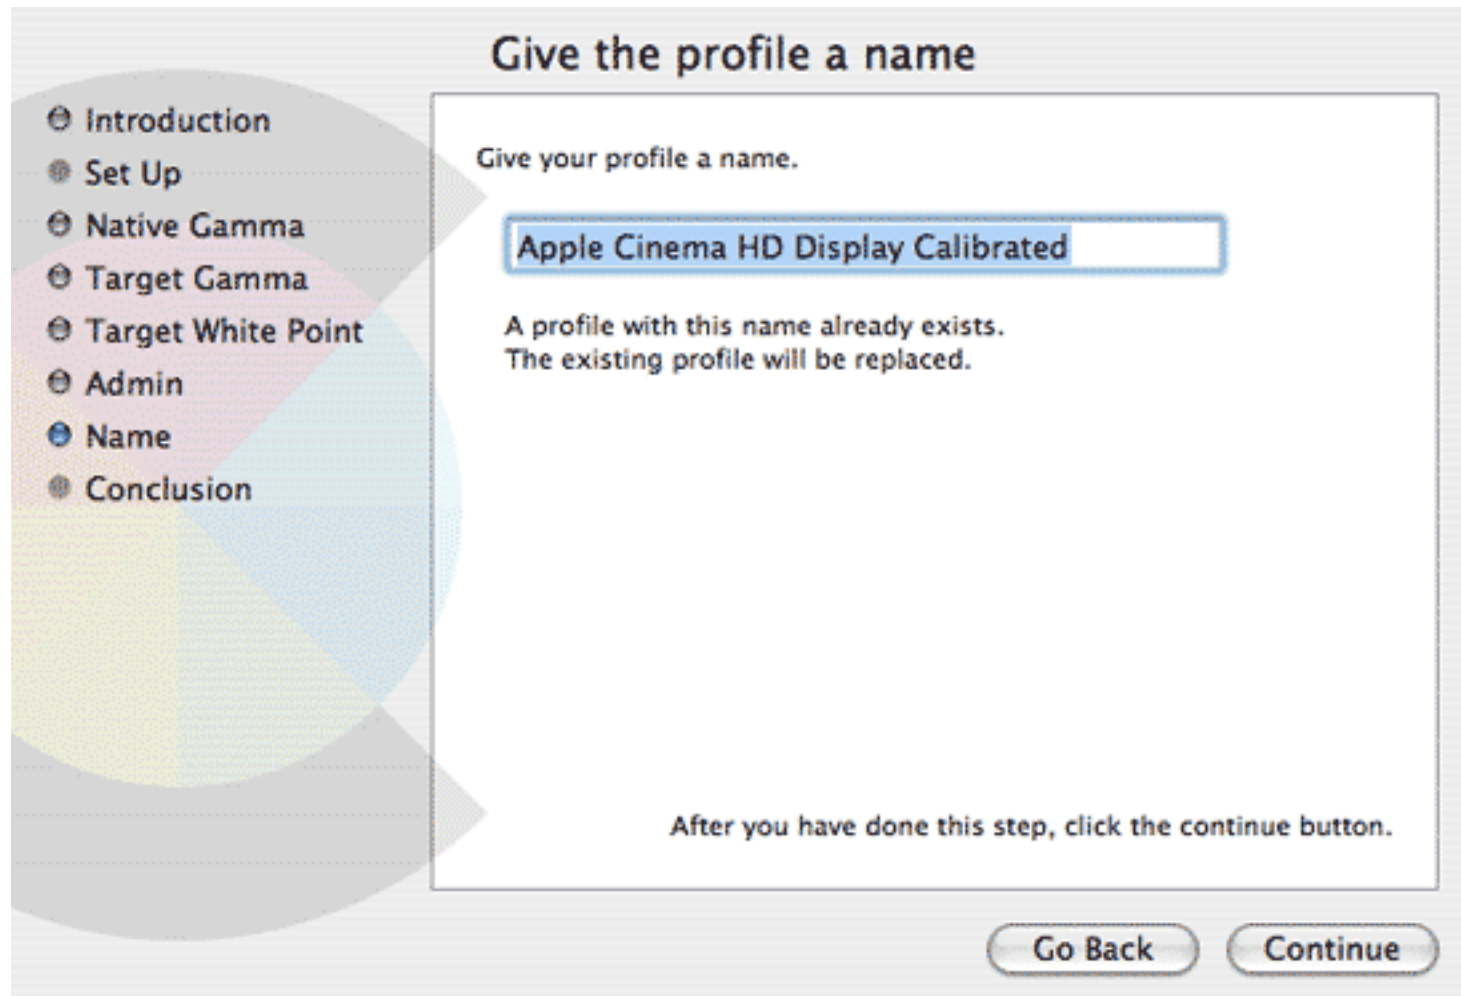 Give the profile a name
Introduction
Set Up
Native Gamma
Target Gamma
Target White Point
Admin
Name
Conclusion
Give your profile a name.
Apple Cinema HD Display Calibrated
A profile with this name already exists.
The existing profile will be replaced.
After you have done this step, click the continue button.
Go Back
Continue